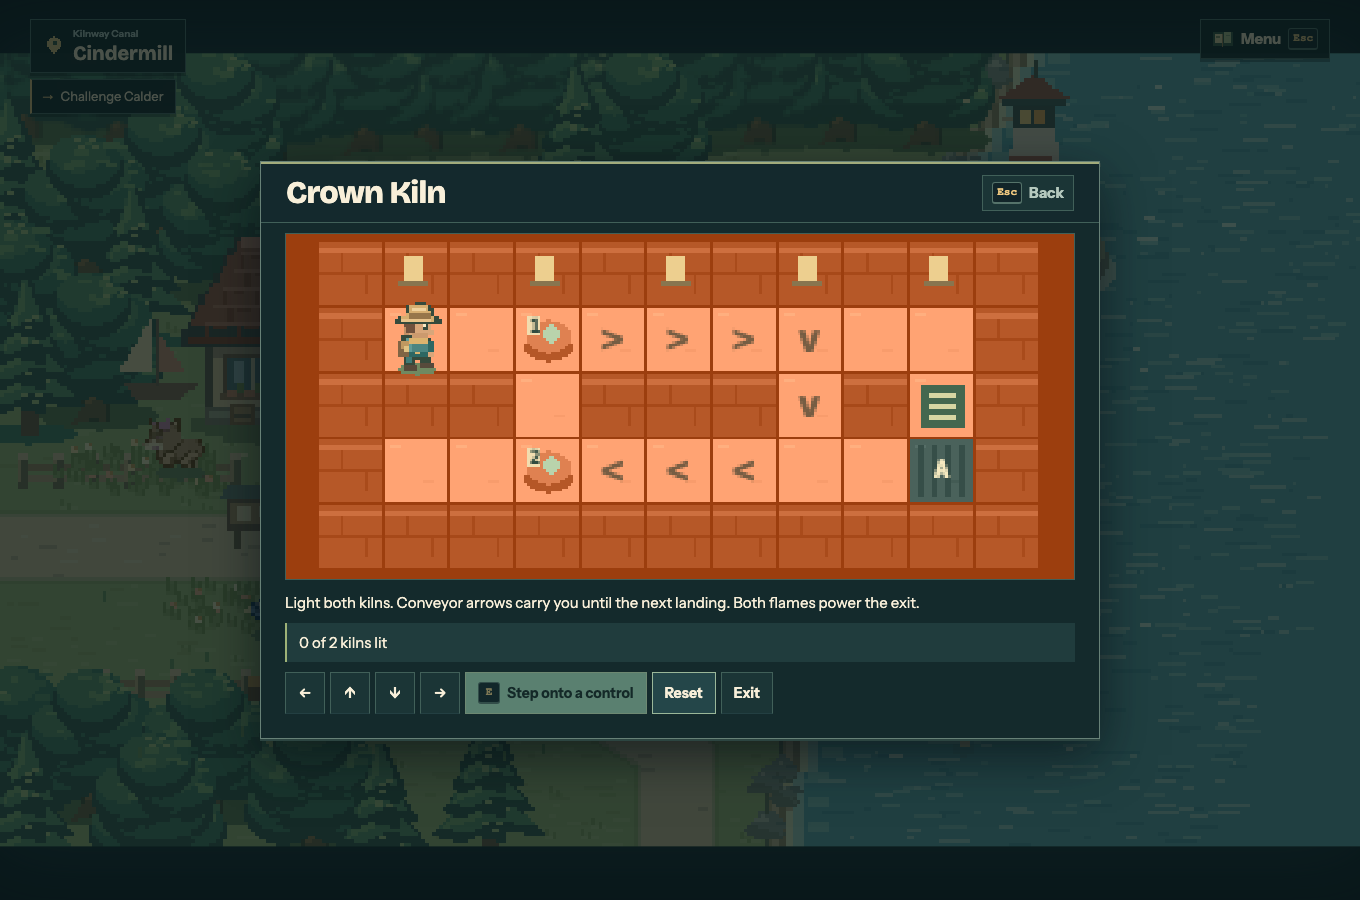 Kilnway Canal
Cindermill
→ Challenge Calder
Menu Esc
Crown Kiln
Esc Back
1 > > > v
v
2 < < <
A
Light both kilns. Conveyor arrows carry you until the next landing. Both flames power the exit.
0 of 2 kilns lit
← ↑ ↓ → E Step onto a control Reset Exit